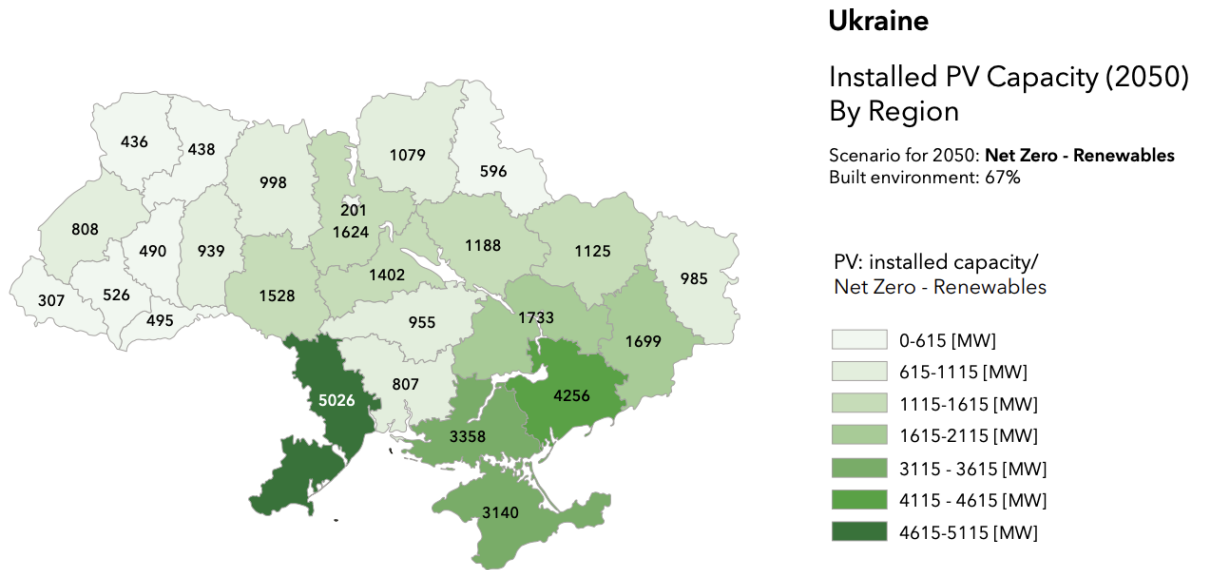 Ukraine
Installed PV Capacity (2050)
By Region
Scenario for 2050: Net Zero - Renewables
Built environment: 67%
PV: installed capacity/
Net Zero - Renewables
0-615 [MW]
615-1115 [MW]
1115-1615 [MW]
1615-2115 [MW]
3115 - 3615 [MW]
4115 - 4615 [MW]
4615-5115 [MW]
436
438
998
1079
596
201
1624
808
490
939
1188
1125
985
307
526
495
1528
1402
955
1733
1699
5026
807
4256
3358
3140